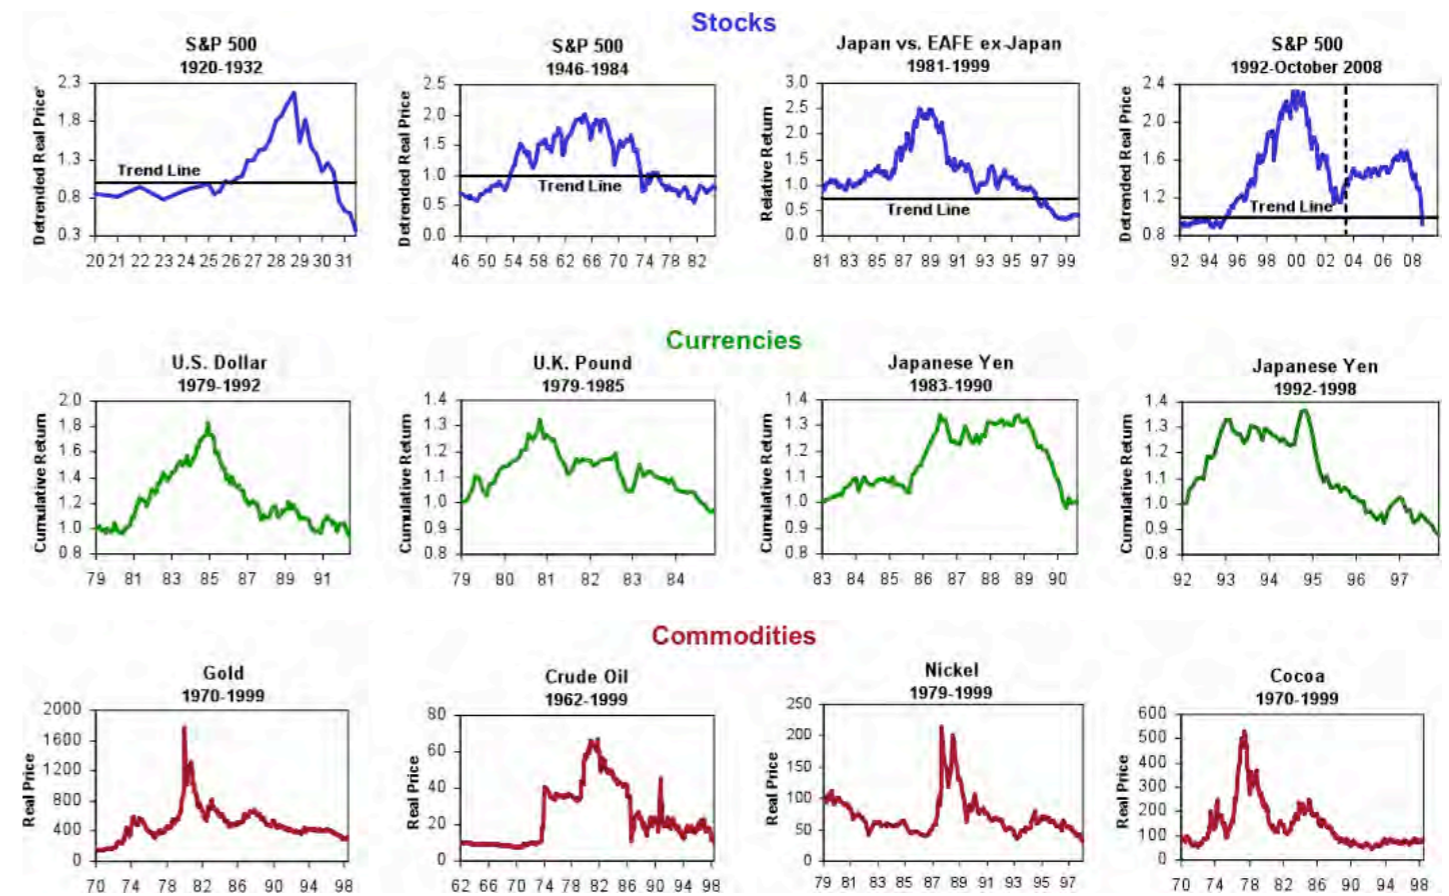 Stocks
S&P 500
1920-1932
Detrended Real Price*
2.3
1.8
1.3
0.8
0.3
Trend Line
20 21 22 23 24 25 26 27 28 29 30 31
S&P 500
1946-1984
Detrended Real Price
2.5
2.0
1.5
1.0
0.5
0.0
Trend Line
46 50 54 58 62 66 70 74 78 82
Japan vs. EAFE ex-Japan
1981-1999
Relative Return
3.0
2.5
2.0
1.5
1.0
0.5
0.0
Trend Line
81 83 85 87 89 91 93 95 97 99
S&P 500
1992-October 2008
Detrended Real Price
2.4
2.0
1.6
1.2
0.8
Trend Line
92 94 96 98 00 02 04 06 08
Currencies
U.S. Dollar
1979-1992
Cumulative Return
2.0
1.8
1.6
1.4
1.2
1.0
0.8
79 81 83 85 87 89 91
U.K. Pound
1979-1985
Cumulative Return
1.4
1.3
1.2
1.1
1.0
0.9
0.8
79 80 81 82 83 84
Japanese Yen
1983-1990
Cumulative Return
1.4
1.3
1.2
1.1
1.0
0.9
0.8
83 84 85 86 87 88 89 90
Japanese Yen
1992-1998
Cumulative Return
1.4
1.3
1.2
1.1
1.0
0.9
0.8
92 93 94 95 96 97
Commodities
Gold
1970-1999
Real Price
2000
1600
1200
800
400
0
70 74 78 82 86 90 94 98
Crude Oil
1962-1999
Real Price
80
60
40
20
0
62 66 70 74 78 82 86 90 94 98
Nickel
1979-1999
Real Price
250
200
150
100
50
0
79 81 83 85 87 89 91 93 95 97
Cocoa
1970-1999
Real Price
600
500
400
300
200
100
0
70 74 78 82 86 90 94 98